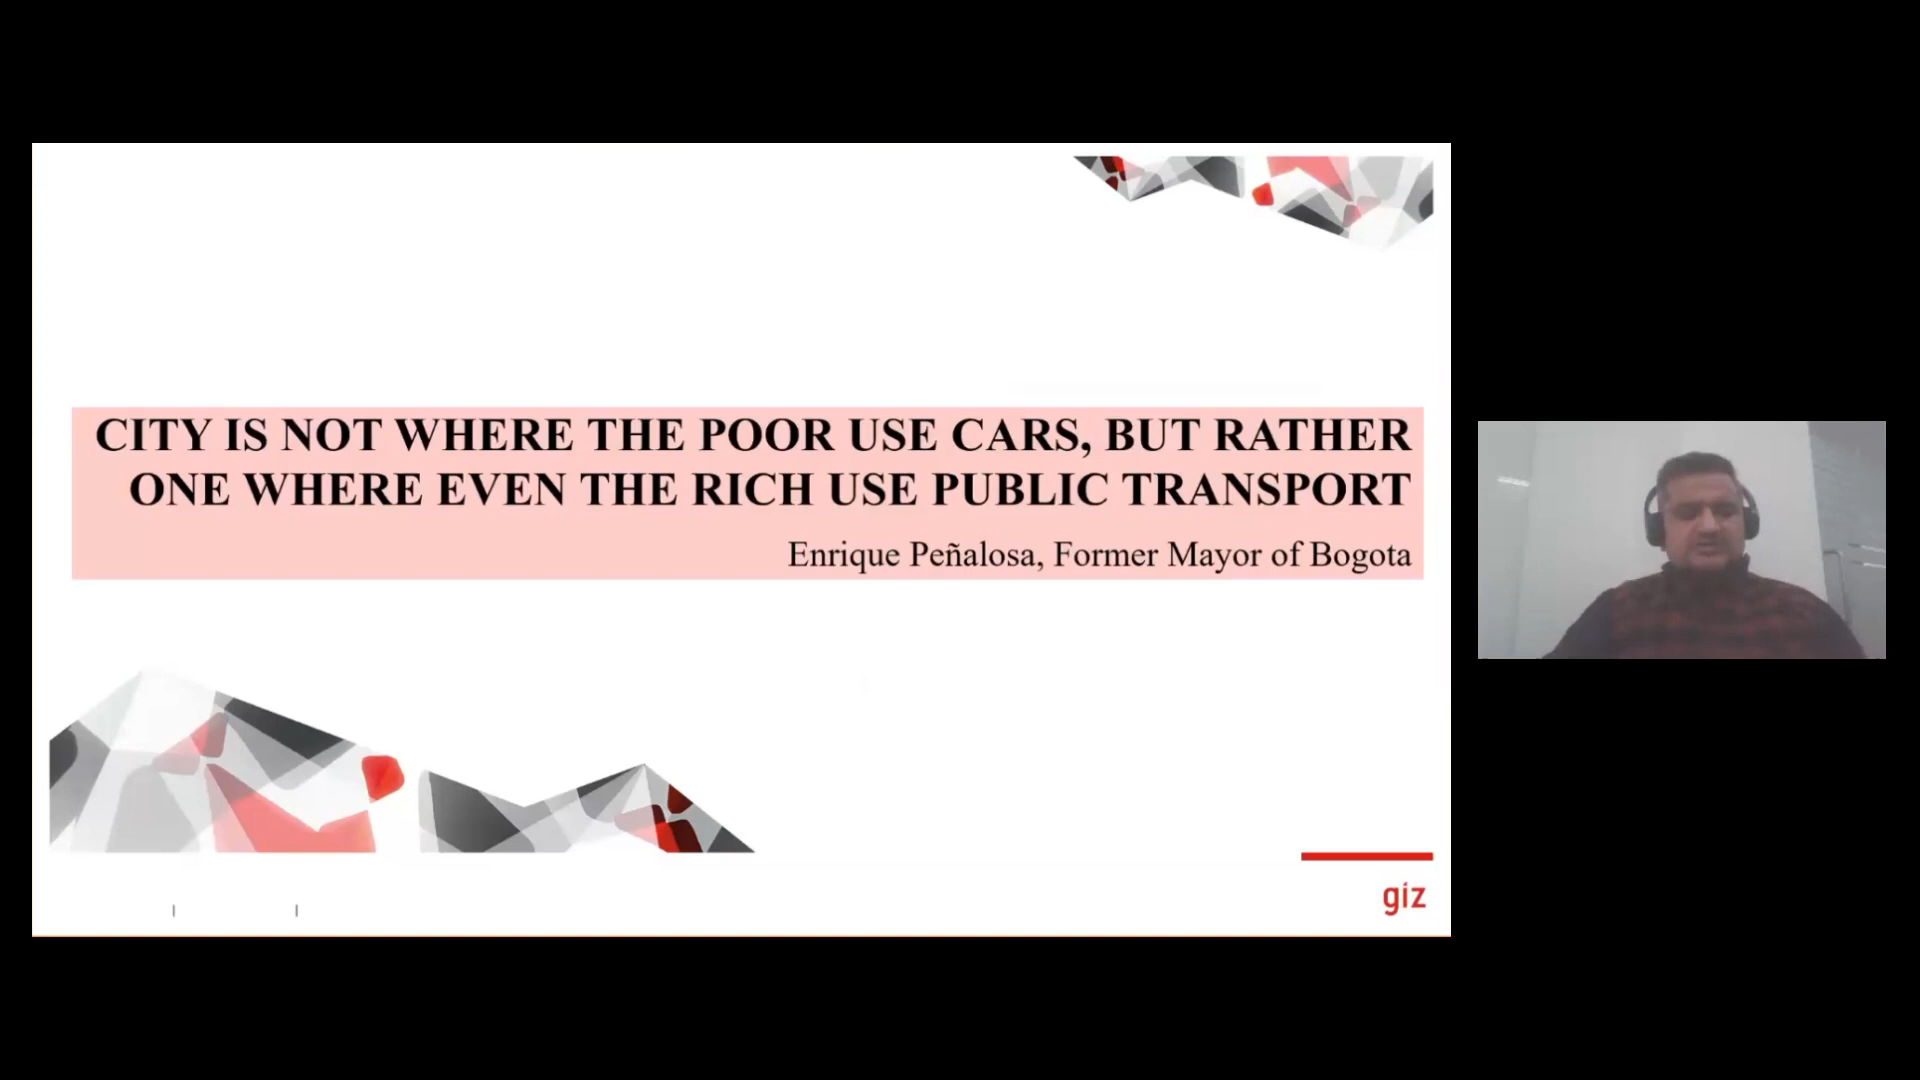 CITY IS NOT WHERE THE POOR USE CARS, BUT RATHER
ONE WHERE EVEN THE RICH USE PUBLIC TRANSPORT
Enrique Peñalosa, Former Mayor of Bogota
giz